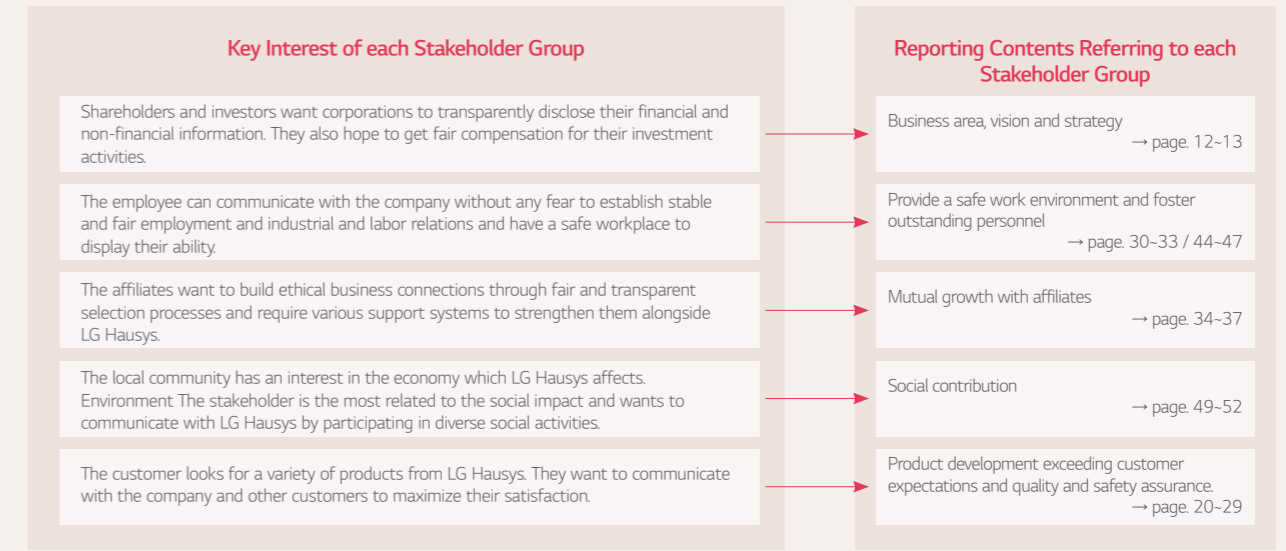 Key Interest of each Stakeholder Group
Reporting Contents Referring to each
Stakeholder Group
Shareholders and investors want corporations to transparently disclose their financial and
non-financial information. They also hope to get fair compensation for their investment
activities.
Business area, vision and strategy
→ page. 12~13
The employee can communicate with the company without any fear to establish stable
and fair employment and industrial and labor relations and have a safe workplace to
display their ability.
Provide a safe work environment and foster
outstanding personnel
→ page. 30~33 / 44~47
The affiliates want to build ethical business connections through fair and transparent
selection processes and require various support systems to strengthen them alongside
LG Hausys.
Mutual growth with affiliates
→ page. 34~37
The local community has an interest in the economy which LG Hausys affects.
Environment The stakeholder is the most related to the social impact and wants to
communicate with LG Hausys by participating in diverse social activities.
Social contribution
→ page. 49~52
The customer looks for a variety of products from LG Hausys. They want to communicate
with the company and other customers to maximize their satisfaction.
Product development exceeding customer
expectations and quality and safety assurance.
→ page. 20~29